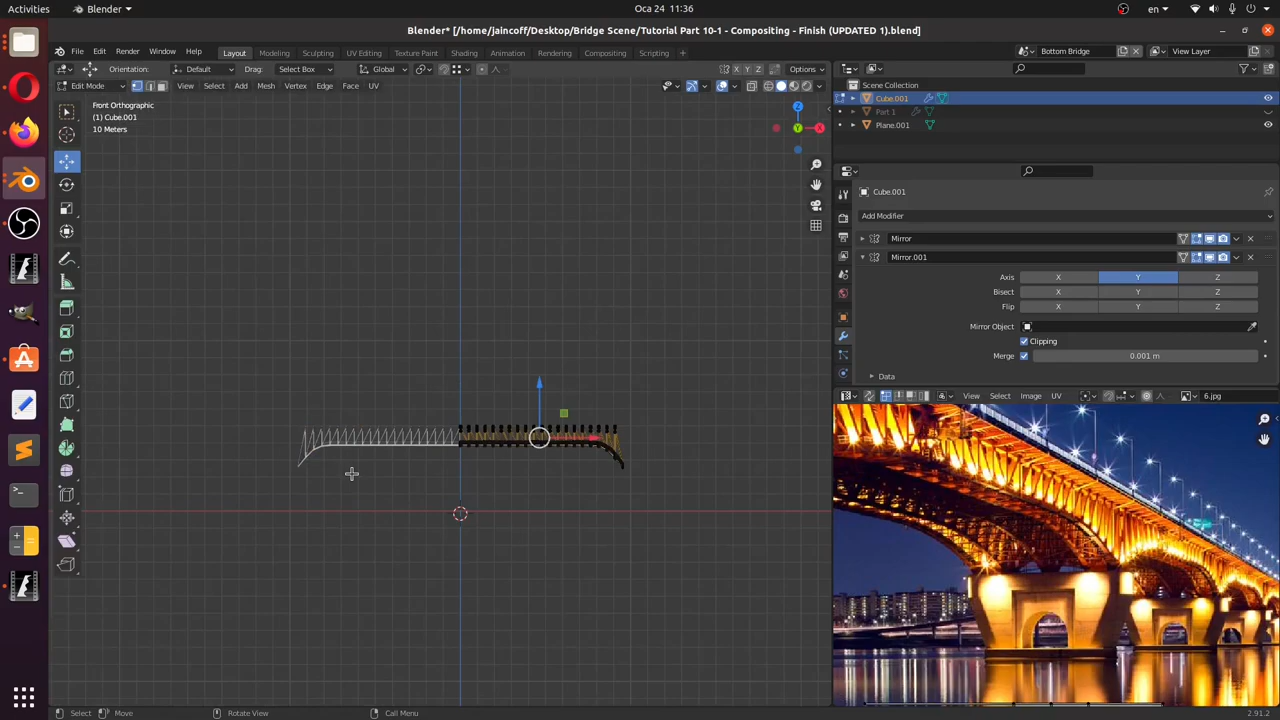 Activities
Blender
Oca 24 11:36
en
Blender* [/home/jaincoff/Desktop/Bridge Scene/Tutorial Part 10-1 - Compositing - Finish (UPDATED 1).blend]
File Edit Render Window Help
Layout Modeling Sculpting UV Editing Texture Paint Shading Animation Rendering Compositing Scripting +
Bottom Bridge
View Layer
Orientation: Default Drag: Select Box Global X Y Z Options
Edit Mode View Select Add Mesh Vertex Edge Face UV
Front Orthographic
(1) Cube.001
10 Meters
Z
Y
X
Scene Collection
Cube.001
Part 1
Plane.001
Cube.001
Add Modifier
Mirror
Mirror.001
Axis X Y Z
Bisect X Y Z
Flip X Y Z
Mirror Object
Clipping
Merge 0.001 m
Data
View Select Image UV 6.jpg
Select Move Rotate View Call Menu 2.91.2